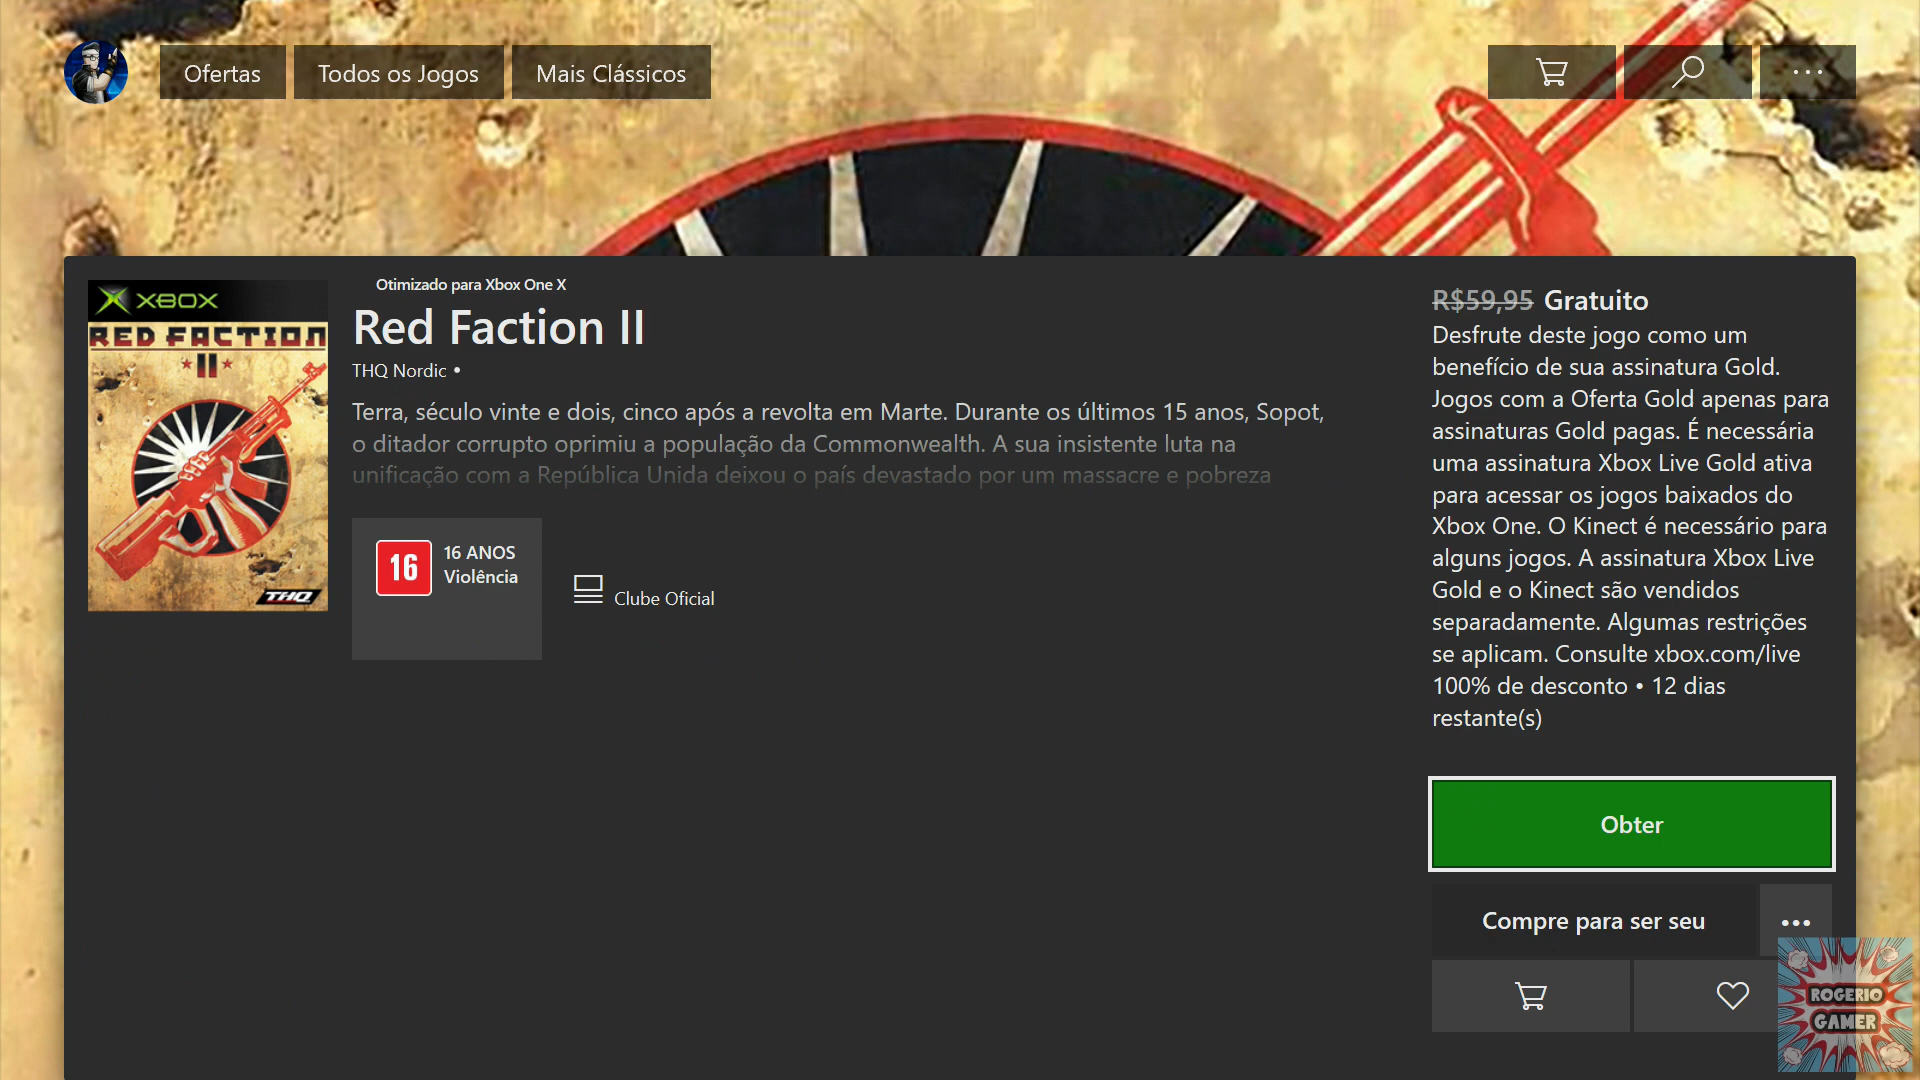 Ofertas
Todos os Jogos
Mais Clássicos
XBOX
RED FACTION
II
THQ
Otimizado para Xbox One X
Red Faction II
THQ Nordic •
Terra, século vinte e dois, cinco após a revolta em Marte. Durante os últimos 15 anos, Sopot,
o ditador corrupto oprimiu a população da Commonwealth. A sua insistente luta na
unificação com a República Unida deixou o país devastado por um massacre e pobreza
16
16 ANOS
Violência
Clube Oficial
R$59,95 Gratuito
Desfrute deste jogo como um
benefício de sua assinatura Gold.
Jogos com a Oferta Gold apenas para
assinaturas Gold pagas. É necessária
uma assinatura Xbox Live Gold ativa
para acessar os jogos baixados do
Xbox One. O Kinect é necessário para
alguns jogos. A assinatura Xbox Live
Gold e o Kinect são vendidos
separadamente. Algumas restrições
se aplicam. Consulte xbox.com/live
100% de desconto • 12 dias
restante(s)
Obter
Compre para ser seu
ROGERIO
GAMER